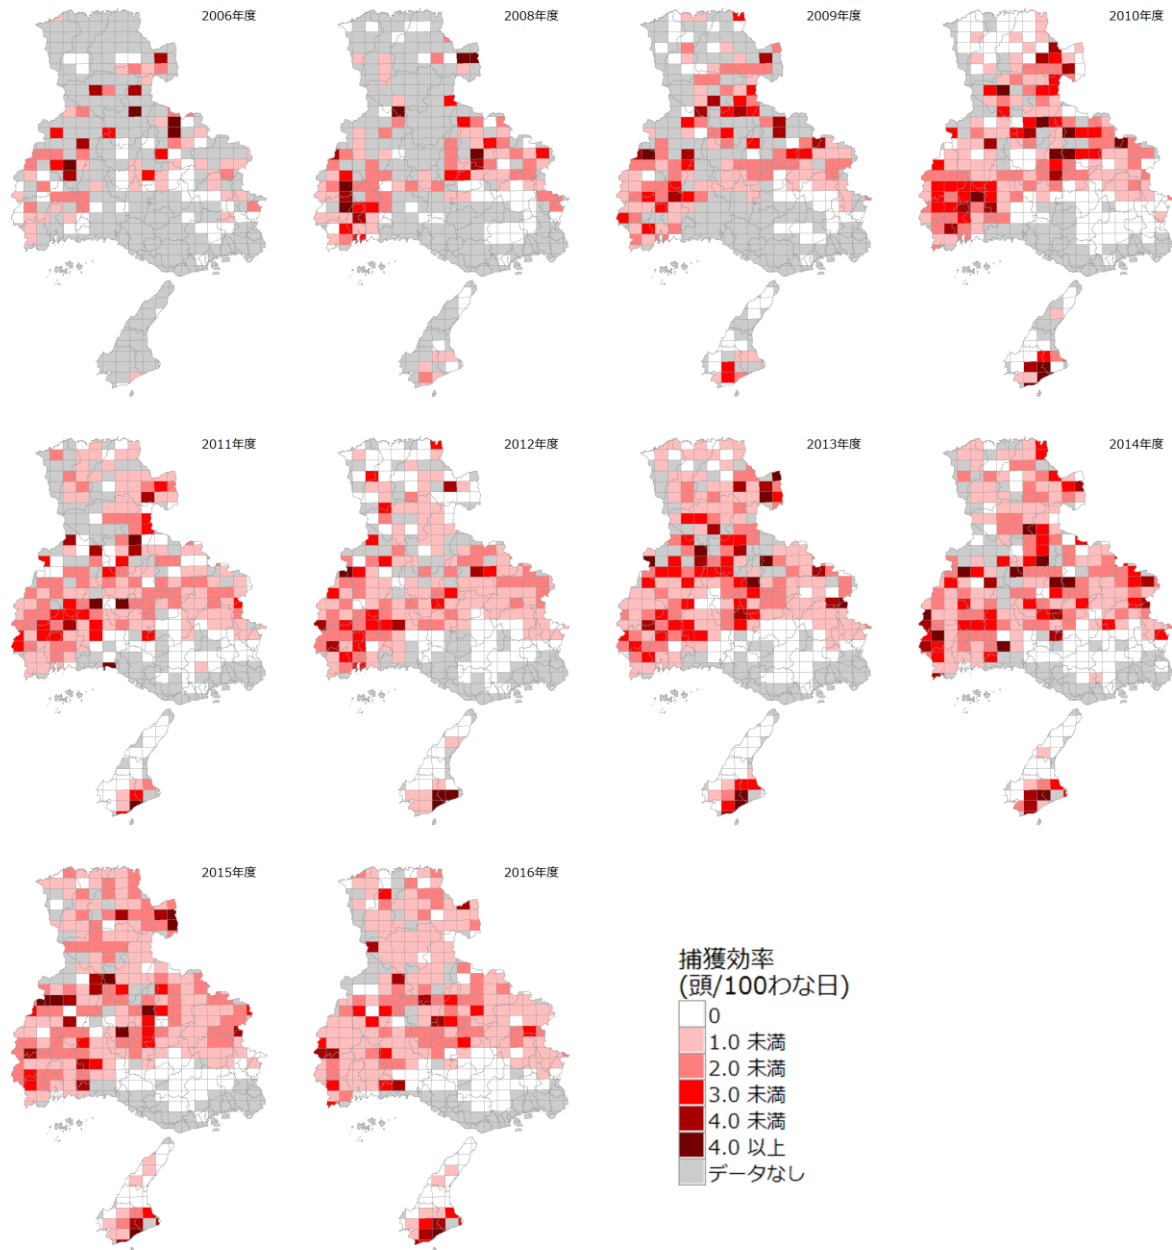 2006年度
2008年度
2009年度
2010年度
2011年度
2012年度
2013年度
2014年度
2015年度
2016年度
捕獲効率
(頭/100わな日)
0
1.0 未満
2.0 未満
3.0 未満
4.0 未満
4.0 以上
データなし